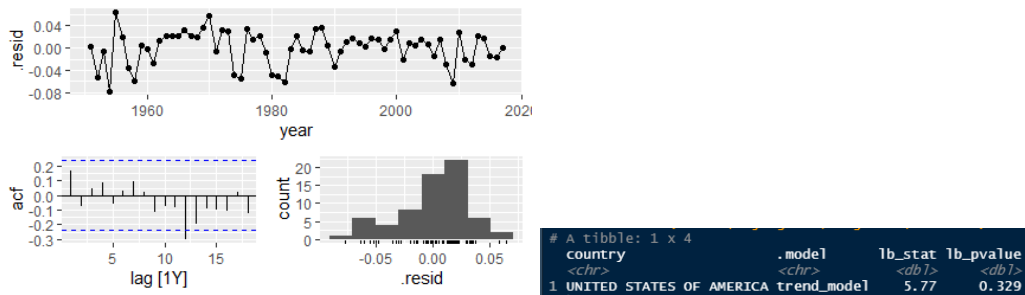 0.04
0.00
-0.04
-0.08
.resid
1960
1980
2000
2020
year
0.2
0.1
0.0
-0.1
-0.2
-0.3
acf
5
10
15
lag [1Y]
20
15
10
5
0
count
-0.05
0.00
0.05
.resid
# A tibble: 1 x 4
country .model lb_stat lb_pvalue
<chr> <chr> <dbl> <dbl>
1 UNITED STATES OF AMERICA trend_model 5.77 0.329